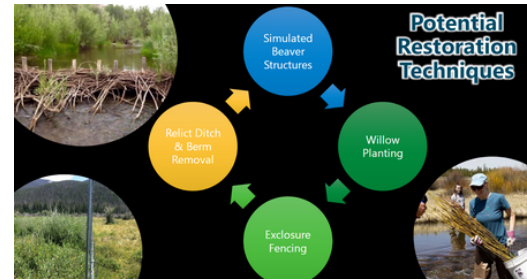 Potential
Restoration
Techniques
Simulated
Beaver
Structures
Willow
Planting
Exclosure
Fencing
Relict Ditch
& Berm
Removal